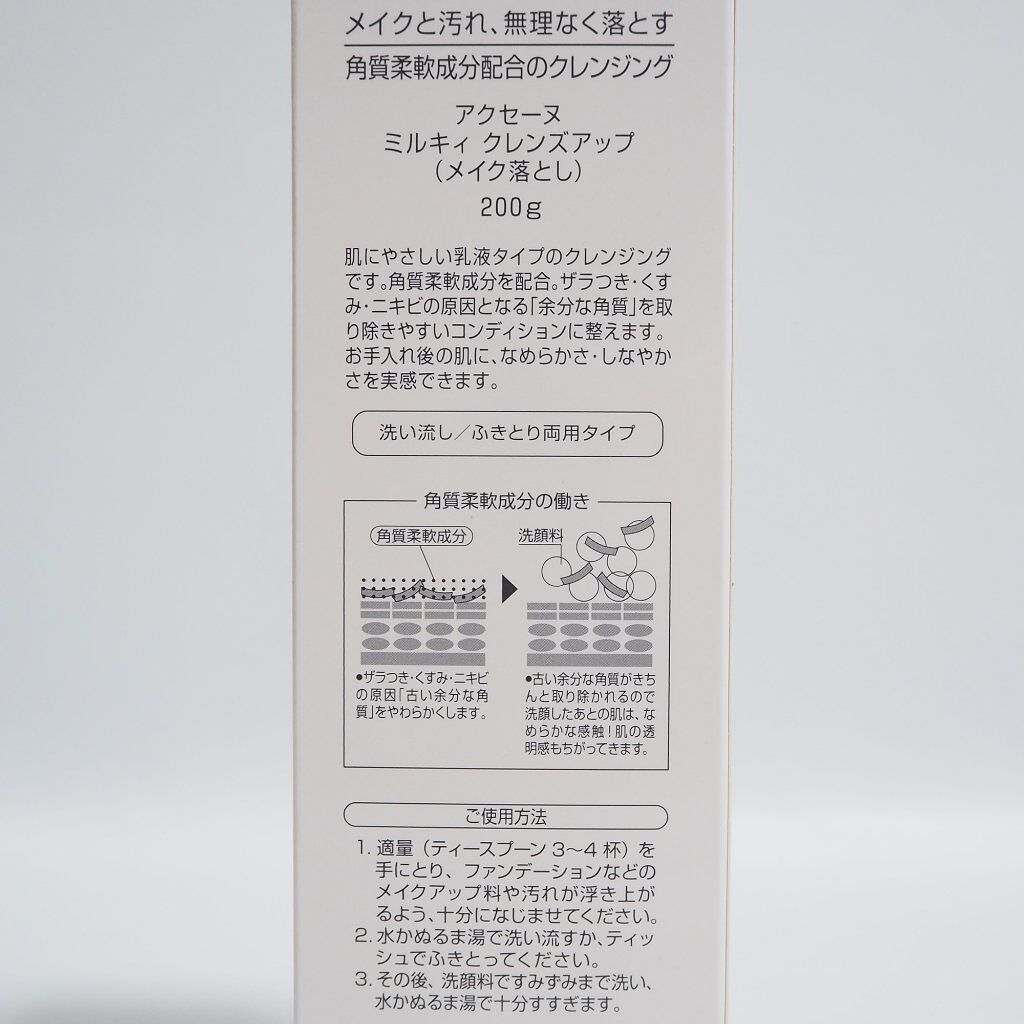 メイクと汚れ、無理なく落とす
角質柔軟成分配合のクレンジング
アクセーヌ
ミルキィ クレンズアップ
（メイク落とし）
200g
肌にやさしい乳液タイプのクレンジング
です。角質柔軟成分を配合。ザラつき・くす
み・ニキビの原因となる「余分な角質」を取
り除きやすいコンディションに整えます。
お手入れ後の肌に、なめらかさ・しなやか
さを実感できます。
洗い流し／ふきとり両用タイプ
角質柔軟成分の働き
角質柔軟成分
洗顔料
●ザラつき・くすみ・ニキビ
の原因「古い余分な角
質」をやわらかくします。
●古い余分な角質がきち
んと取り除かれるので
洗顔したあとの肌は、な
めらかな感触！肌の透
明感もちがってきます。
ご使用方法
1. 適量（ティースプーン 3〜4 杯）を
手にとり、ファンデーションなどの
メイクアップ料や汚れが浮き上が
るよう、十分になじませてください。
2. 水かぬるま湯で洗い流すか、ティッ
シュでふきとってください。
3. その後、洗顔料ですみずみまで洗い、
水かぬるま湯で十分すすぎます。